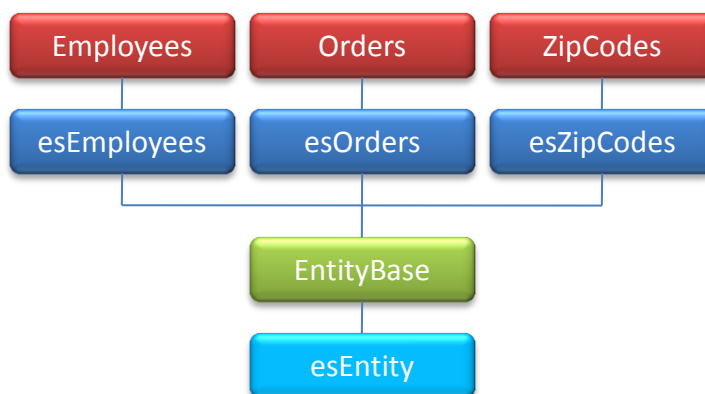 Employees
Orders
ZipCodes
esEmployees
esOrders
esZipCodes
EntityBase
esEntity